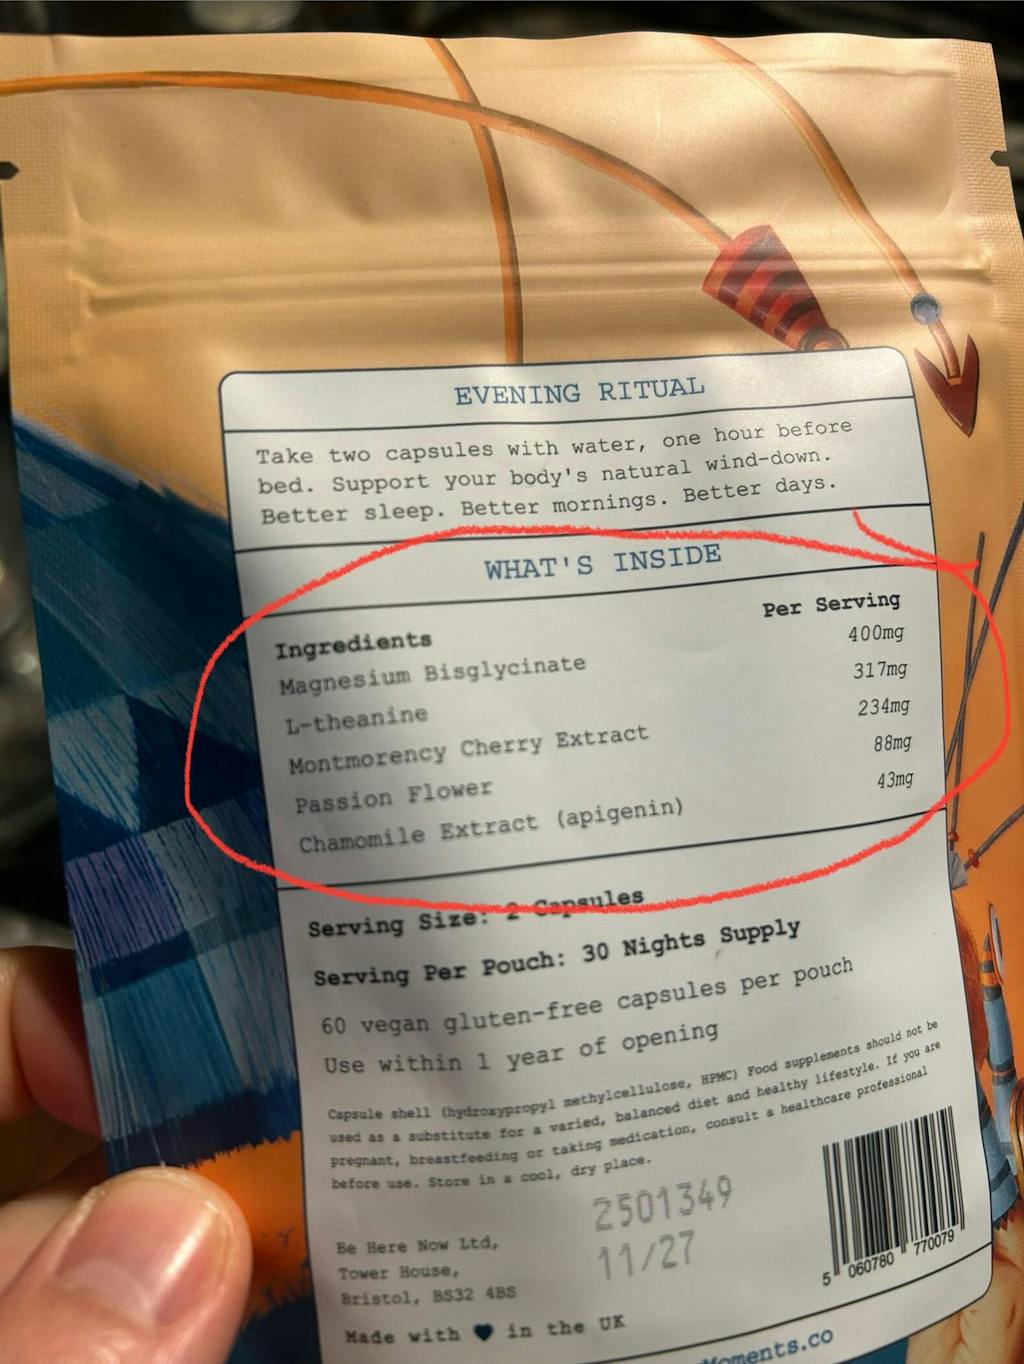 EVENING RITUAL
Take two capsules with water, one hour before
bed. Support your body's natural wind-down.
Better sleep. Better mornings. Better days.
WHAT'S INSIDE
Ingredients Per Serving
Magnesium Bisglycinate 400mg
L-theanine 317mg
Montmorency Cherry Extract 234mg
Passion Flower 88mg
Chamomile Extract (apigenin) 43mg
Serving Size: 2 Capsules
Serving Per Pouch: 30 Nights Supply
60 vegan gluten-free capsules per pouch
Use within 1 year of opening
Capsule shell (hydroxypropyl methylcellulose, HPMC) Food supplements should not be
used as a substitute for a varied, balanced diet and healthy lifestyle. If you are
pregnant, breastfeeding or taking medication, consult a healthcare professional
before use. Store in a cool, dry place.
2501349
11/27
Be Here Now Ltd,
Tower House,
Bristol, BS32 4BS
Made with ♥ in the UK
5 060780 770079
Moments.co